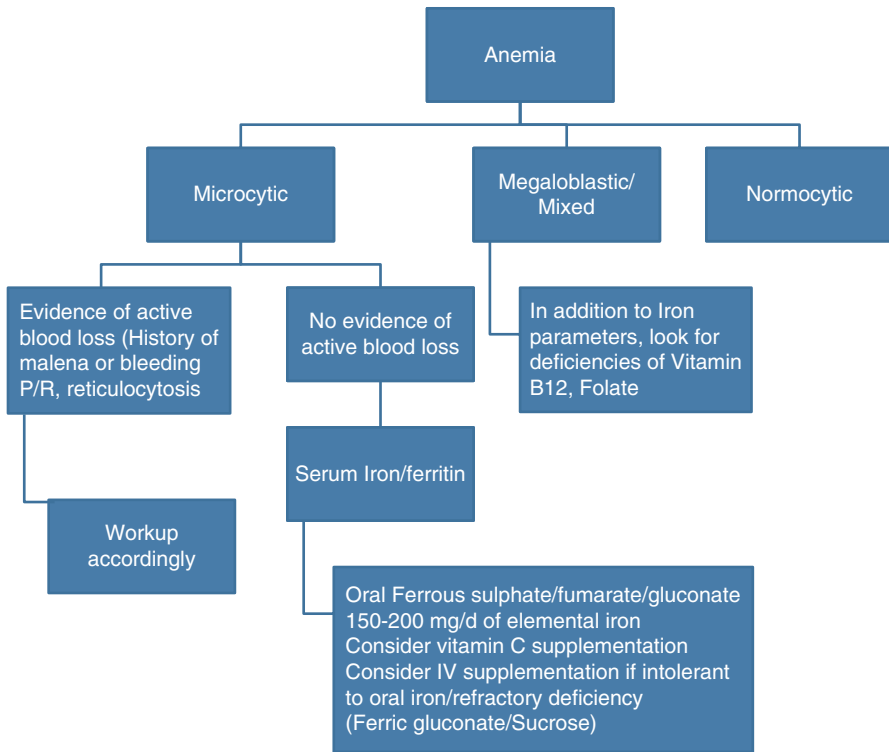 Anemia
Microcytic
Megaloblastic/
Mixed
Normocytic
Evidence of active
blood loss (History of
malena or bleeding
P/R, reticulocytosis
No evidence of
active blood loss
In addition to Iron
parameters, look for
deficiencies of Vitamin
B12, Folate
Serum Iron/ferritin
Workup
accordingly
Oral Ferrous sulphate/fumarate/gluconate
150-200 mg/d of elemental iron
Consider vitamin C supplementation
Consider IV supplementation if intolerant
to oral iron/refractory deficiency
(Ferric gluconate/Sucrose)